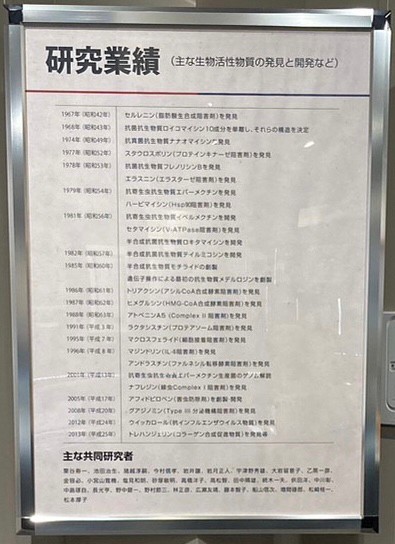 研究業績(主な生物活性物質の発見と開発など)
1967年(昭和42年) セルレニン(脂肪酸生合成阻害剤)を発見
1968年(昭和43年) 抗菌抗生物質ロイコマイシン10成分を単離し、それらの構造を決定
1974年(昭和49年) 抗真菌抗生物質ナナオマイシンを発見
1977年(昭和52年) スタウロスポリン(プロテインキナーゼ阻害剤)を発見
1978年(昭和53年) 抗菌抗生物質フレノリシンBを発見
エラスニン(エラスターゼ阻害剤)を発見
1979年(昭和54年) 抗寄生虫抗生物質エバーメクチンを発見
ハービマイシン(Hsp90阻害剤)を発見
1981年(昭和56年) 抗寄生虫抗生物質イベルメクチンを開発
セタマイシン(V-ATPase阻害剤)を発見
半合成抗菌抗生物質ロキタマイシンを開発
1982年(昭和57年) 半合成抗菌抗生物質チルミコシンを開発
1985年(昭和60年) 半合成抗菌抗生物質モチライドの創製
遺伝子操作による最初の抗生物質メデルロジンを創製
1986年(昭和61年) トリアクシン(アシルCoA合成酵素阻害剤)を発見
1987年(昭和62年) ヒメグルシン(HMG-CoA合成酵素阻害剤)を発見
1988年(昭和63年) アトペニンA5(Complex II 阻害剤)を発見
1991年(平成 3年) ラクタシスチン(プロテアソーム阻害剤)を発見
1995年(平成 7年) マクロスフェライド(細胞接着阻害剤)を発見
1996年(平成 8年) マジンドリン(IL4阻害剤)を発見
アンドラスチン(ファルネシル転移酵素阻害剤)を発見
2001年(平成13年) 抗寄生虫抗生物質エバーメクチン生産菌のゲノム解読
ナフレジン(線虫Complex I 阻害剤)を発見
2005年(平成17年) アフィドピロペン(害虫防除剤)を創製・開発
2008年(平成20年) グアジノミン(Type III 分泌機構阻害剤)を発見
2012年(平成24年) ウィッカロール(抗インフルエンザウイルス物質)を発見
2013年(平成25年) トレハンジェリン(コラーゲン合成促進物質)を発見
主な共同研究者